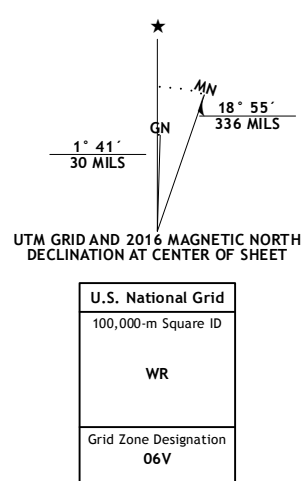 MN
GN
18° 55´
336 MILS
1° 41´
30 MILS
UTM GRID AND 2016 MAGNETIC NORTH
DECLINATION AT CENTER OF SHEET
U.S. National Grid
100,000-m Square ID
WR
Grid Zone Designation
06V